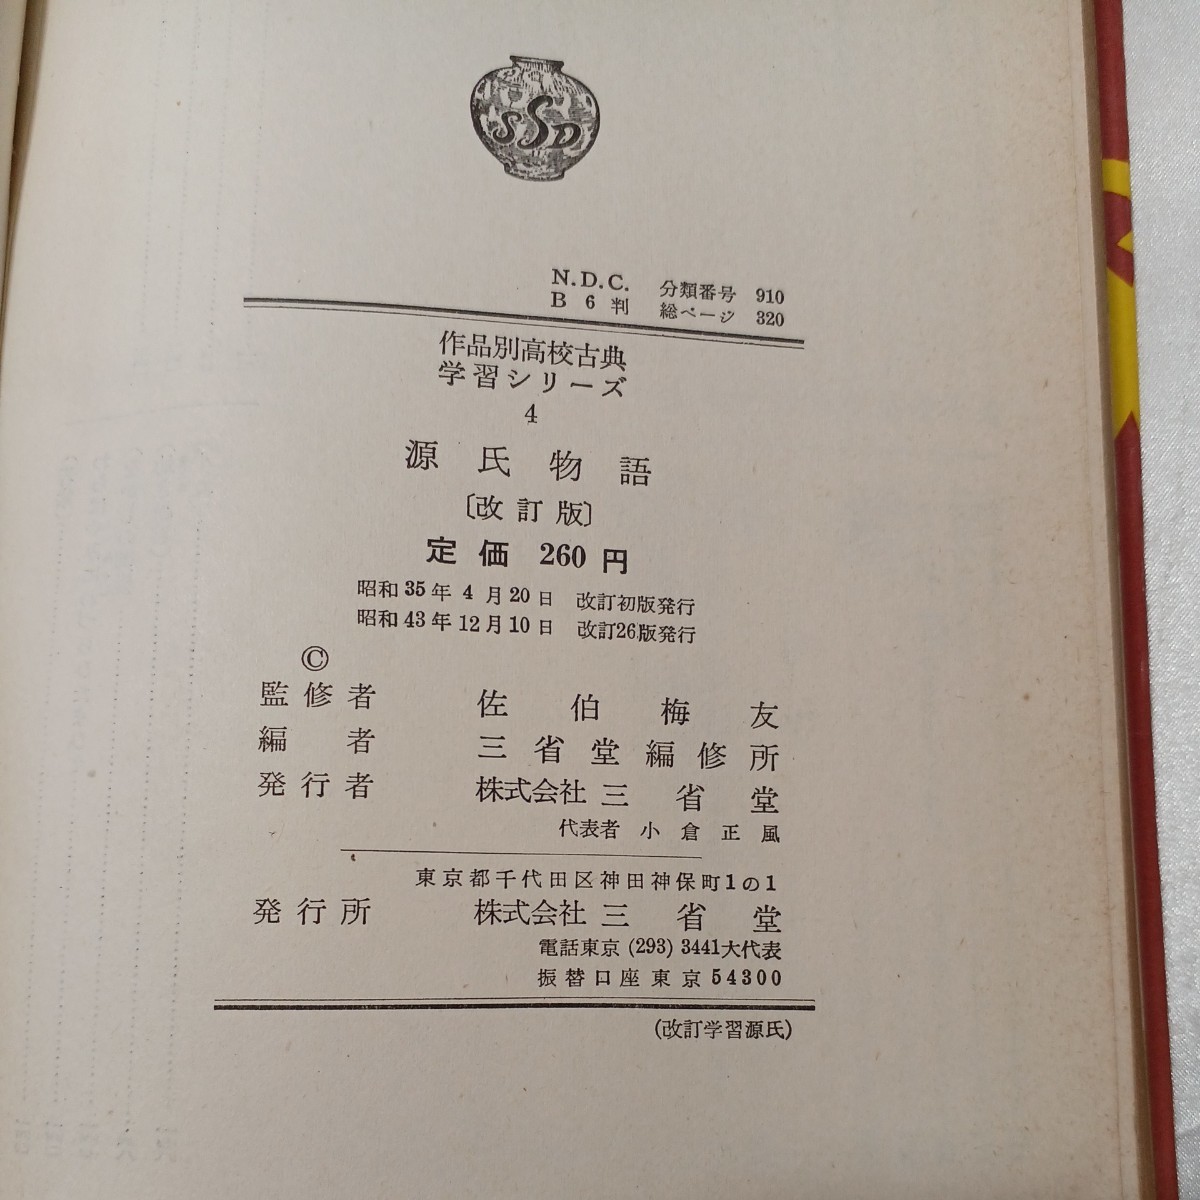 SSD
N.D.C. 分類番号 910
B6判 総ページ 320
作品別高校古典
学習シリーズ
4
源氏物語
〔改訂版〕
定価 260円
昭和35年4月20日 改訂初版発行
昭和43年12月10日 改訂26版発行
©
監修者 佐伯梅友
編者 三省堂編修所
発行者 株式会社三省堂
代表者 小倉正風
東京都千代田区神田神保町1の1
発行所 株式会社三省堂
電話東京(293)3441大代表
振替口座東京54300
(改訂学習源氏)